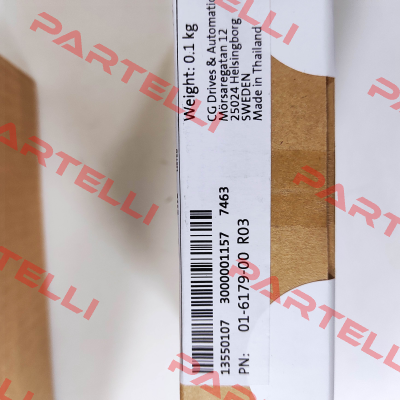 Weight: 0.1 kg
CG Drives & Automatio
Mörsaregatan 12
25024 Helsingborg
SWEDEN
Made in Thailand
13550107 3000001157 7463
PN: 01-6179-00 R03
PARTELLI
PARTELLI
PARTELLI
PARTELLI
PARTELLI